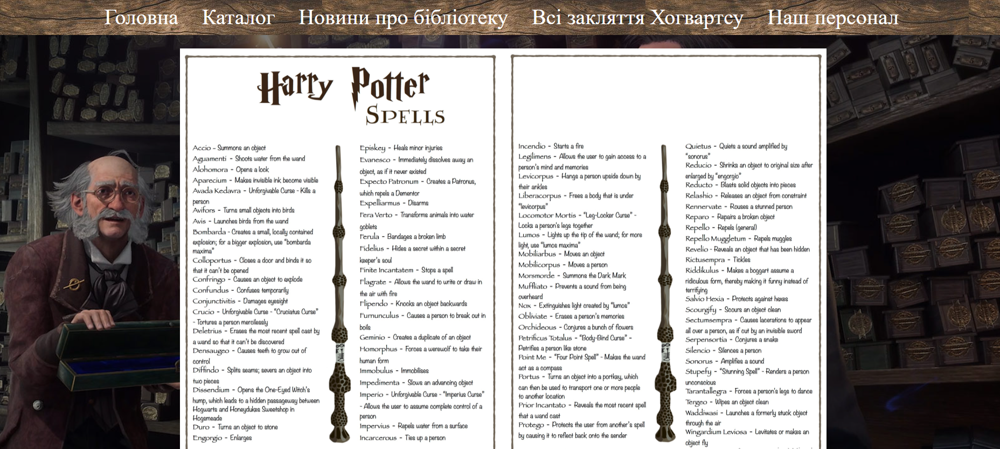 Головна Каталог Новини про бібліотеку Всі закляття Хогвартсу Наш персонал
Harry Potter
SPELLS
Accio - Summons an object
Aguamenti - Shoots water from the wand
Alohomora - Opens a lock
Aparecium - Makes invisible ink become visible
Avada Kedavra - Unforgivable Curse - Kills a
person
Avifors - Turns small objects into birds
Avis - Launches birds from the wand
Bombarda - Creates a small, locally contained
explosion; for a bigger explosion, use "bombarda
maxima"
Colloportus - Closes a door and binds it so
that it can't be opened
Confringo - Causes an object to explode
Confundus - Confuses temporarily
Conjunctivitis - Damages eyesight
Crucio - Unforgivable Curse - "Cruciatus Curse"
- Tortures a person mercilessly
Deletrius - Erases the most recent spell cast by
a wand so that it can't be discovered
Densaugeo - Causes teeth to grow out of
control
Diffindo - Splits seams; severs an object into
two pieces
Dissendium - Opens the One-Eyed Witch's
hump, which leads to a hidden passageway between
Hogwarts and Honeydukes Sweetshop in
Hogsmeade
Duro - Turns an object to stone
Engorgio - Enlarges
Episkey - Heals minor injuries
Evanesco - Immediately dissolves away an
object, as if it never existed
Expecto Patronum - Creates a Patronus,
which repels a Dementor
Expelliarmus - Disarms
Fera Verto - Transforms animals into water
goblets
Ferula - Bandages a broken limb
Fidelius - Hides a secret within a secret
keeper's soul
Finite Incantatem - Stops a spell
Flagrate - Allows the wand to write or draw in
the air with fire
Flipendo - Knocks an object backwards
Furnunculus - Causes a person to break out in
boils
Geminio - Creates a duplicate of an object
Homorphus - Forces a werewolf to take their
human form
Immobulus - Immobilises
Impedimenta - Slows an advancing object
Imperio - Unforgivable Curse - "Imperius Curse"
- Allows the user to assume complete control of a
person
Impervius - Repels water from a surface
Incarcerous - Ties up a person
Incendio - Starts a fire
Legilimens - Allows the user to gain access to a
person's mind and memories
Levicorpus - Hangs a person upside down by
their ankles
Liberacorpus - Frees a body that is under
"levicorpus"
Locomotor Mortis - "Leg-Locker Curse" -
Locks a person's legs together
Lumos - Lights up the tip of the wand; for more
light, use "lumos maxima"
Mobiliarbus - Moves an object
Mobilicorpus - Moves a person
Morsmorde - Summons the Dark Mark
Muffliato - Prevents a sound from being
overheard
Nox - Extinguishes light created by "lumos"
Obliviate - Erases a person's memories
Orchideous - Conjures a bunch of flowers
Petrificus Totalus - "Body-Bind Curse" -
Petrifies a person like stone
Point Me - "Four Point Spell" - Makes the wand
act as a compass
Portus - Turns an object into a portkey, which
can then be used to transport one or more people
to another location
Prior Incantato - Reveals the most recent spell
that a wand cast
Protego - Protects the user from another's spell
by causing it to reflect back onto the sender
Quietus - Quiets a sound amplified by
"sonorus"
Reducio - Shrinks an object to original size after
enlarged by "engorgio"
Reducto - Blasts solid objects into pieces
Relashio - Releases an object from constraint
Rennervate - Rouses a stunned person
Reparo - Repairs a broken object
Repello - Repels (general)
Repello Muggletum - Repels muggles
Revelio - Reveals an object that has been hidden
Rictusempra - Tickles
Riddikulus - Makes a boggart assume a
ridiculous form, thereby making it funny instead of
terrifying
Salvio Hexia - Protects against hexes
Scourgify - Scours an object clean
Sectumsempra - Causes lacerations to appear
all over a person, as if cut by an invisible sword
Serpensortia - Conjures a snake
Silencio - Silences a person
Sonorus - Amplifies a sound
Stupefy - "Stunning Spell" - Renders a person
unconscious
Tarantallegra - Forces a person's legs to dance
Tergeo - Wipes an object clean
Waddiwasi - Launches a formerly stuck object
through the air
Wingardium Leviosa - Levitates or makes an
object fly